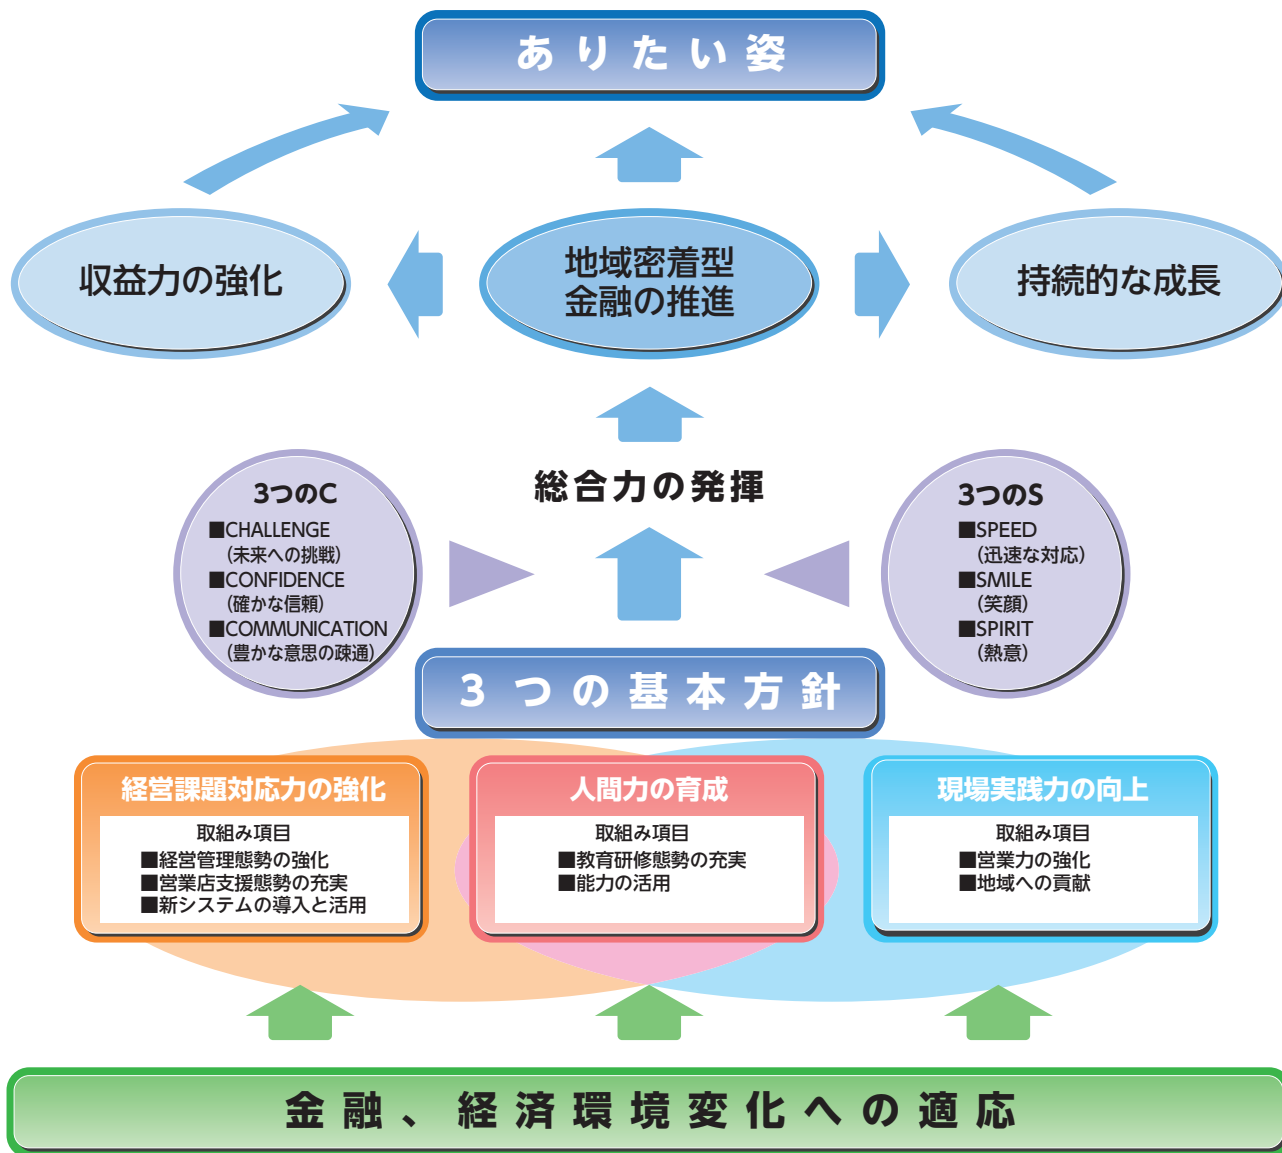 ありたい姿
収益力の強化
地域密着型
金融の推進
持続的な成長
総合力の発揮
3つのC
■CHALLENGE
(未来への挑戦)
■CONFIDENCE
(確かな信頼)
■COMMUNICATION
(豊かな意思の疎通)
3つのS
■SPEED
(迅速な対応)
■SMILE
(笑顔)
■SPIRIT
(熱意)
3つの基本方針
経営課題対応力の強化
取組み項目
■経営管理態勢の強化
■営業店支援態勢の充実
■新システムの導入と活用
人間力の育成
取組み項目
■教育研修態勢の充実
■能力の活用
現場実践力の向上
取組み項目
■営業力の強化
■地域への貢献
金融、経済環境変化への適応